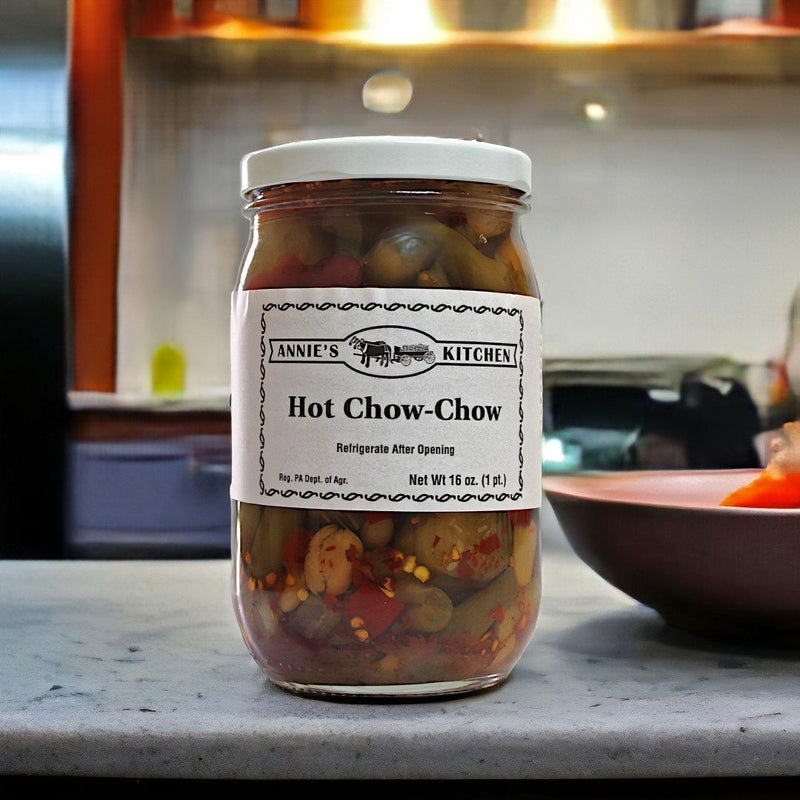 ANNIE'S KITCHEN
Hot Chow-Chow
Refrigerate After Opening
Reg. PA Dept. of Agr. Net Wt 16 oz. (1 pt.)